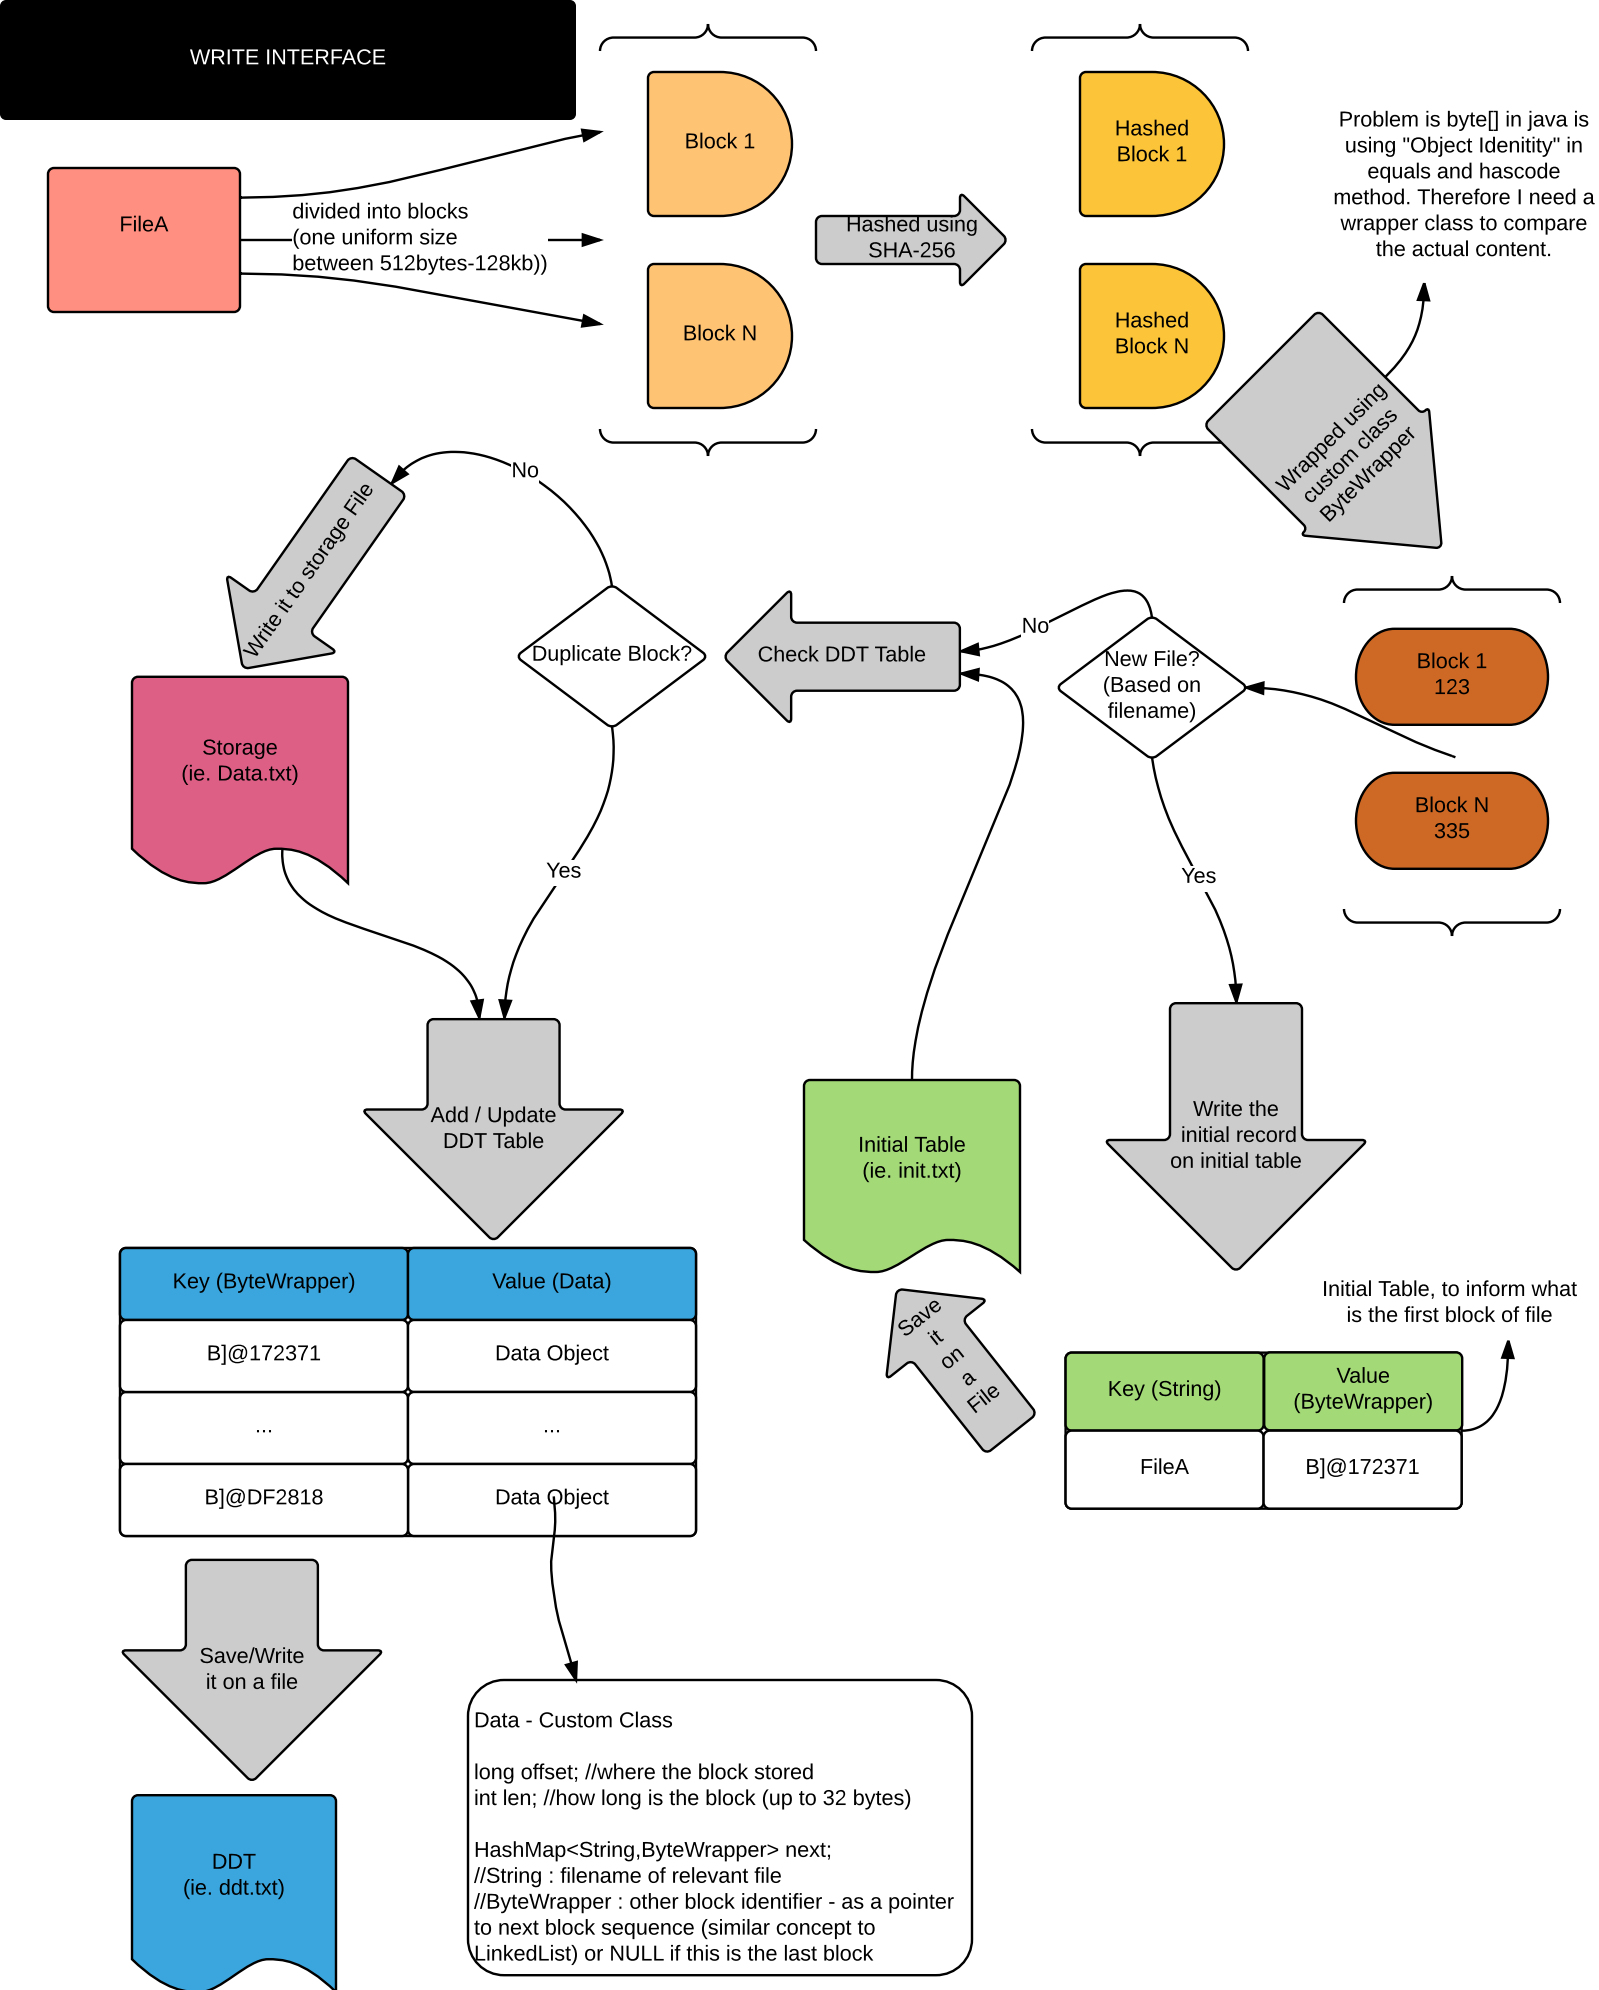 WRITE INTERFACE
FileA
divided into blocks
(one uniform size
between 512bytes-128kb))
Block 1
Block N
Hashed using
SHA-256
Hashed
Block 1
Hashed
Block N
Problem is byte[] in java is
using "Object Idenitity" in
equals and hascode
method. Therefore I need a
wrapper class to compare
the actual content.
Wrapped using
custom class
ByteWrapper
Block 1
123
Block N
335
New File?
(Based on
filename)
No
Yes
Check DDT Table
Duplicate Block?
No
Yes
Write it to storage File
Storage
(ie. Data.txt)
Add / Update
DDT Table
Write the
initial record
on initial table
Initial Table
(ie. init.txt)
Save
it
on
a
File
Initial Table, to inform what
is the first block of file
Key (String)
Value
(ByteWrapper)
FileA
B]@172371
Key (ByteWrapper)
Value (Data)
B]@172371
Data Object
...
...
B]@DF2818
Data Object
Save/Write
it on a file
DDT
(ie. ddt.txt)
Data - Custom Class
long offset; //where the block stored
int len; //how long is the block (up to 32 bytes)
HashMap<String,ByteWrapper> next;
//String : filename of relevant file
//ByteWrapper : other block identifier - as a pointer
to next block sequence (similar concept to
LinkedList) or NULL if this is the last block